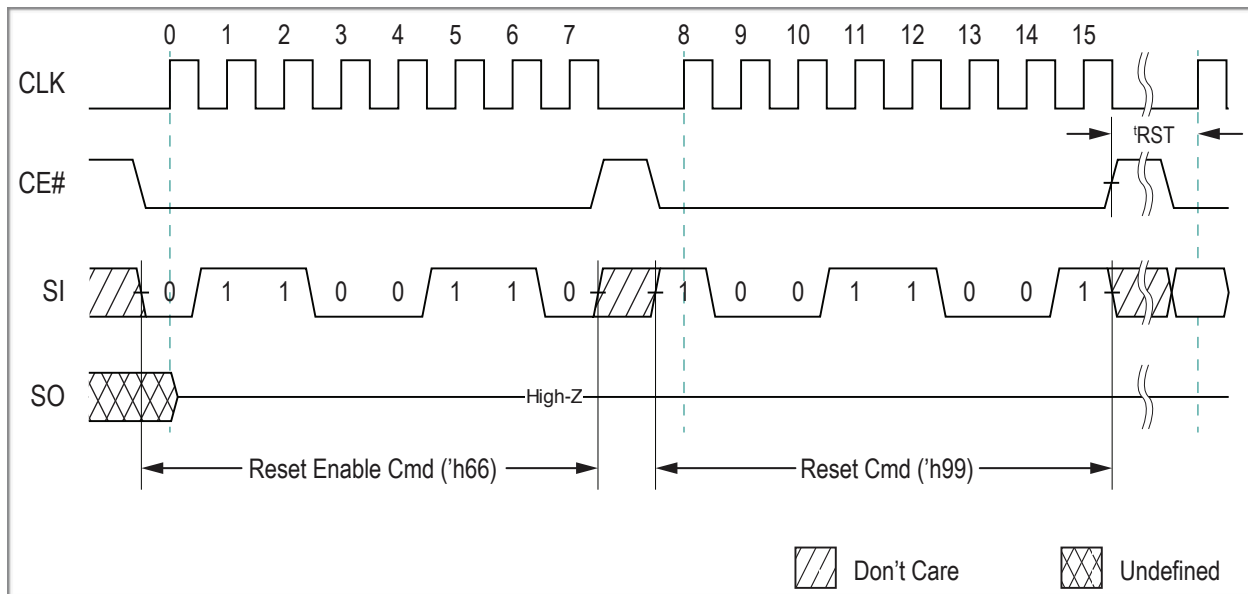 0 1 2 3 4 5 6 7 8 9 10 11 12 13 14 15
CLK
tRST
CE#
SI 0 1 1 0 0 1 1 0 1 0 0 1 1 0 0 1
SO
High-Z
Reset Enable Cmd ('h66) Reset Cmd ('h99)
Don't Care Undefined